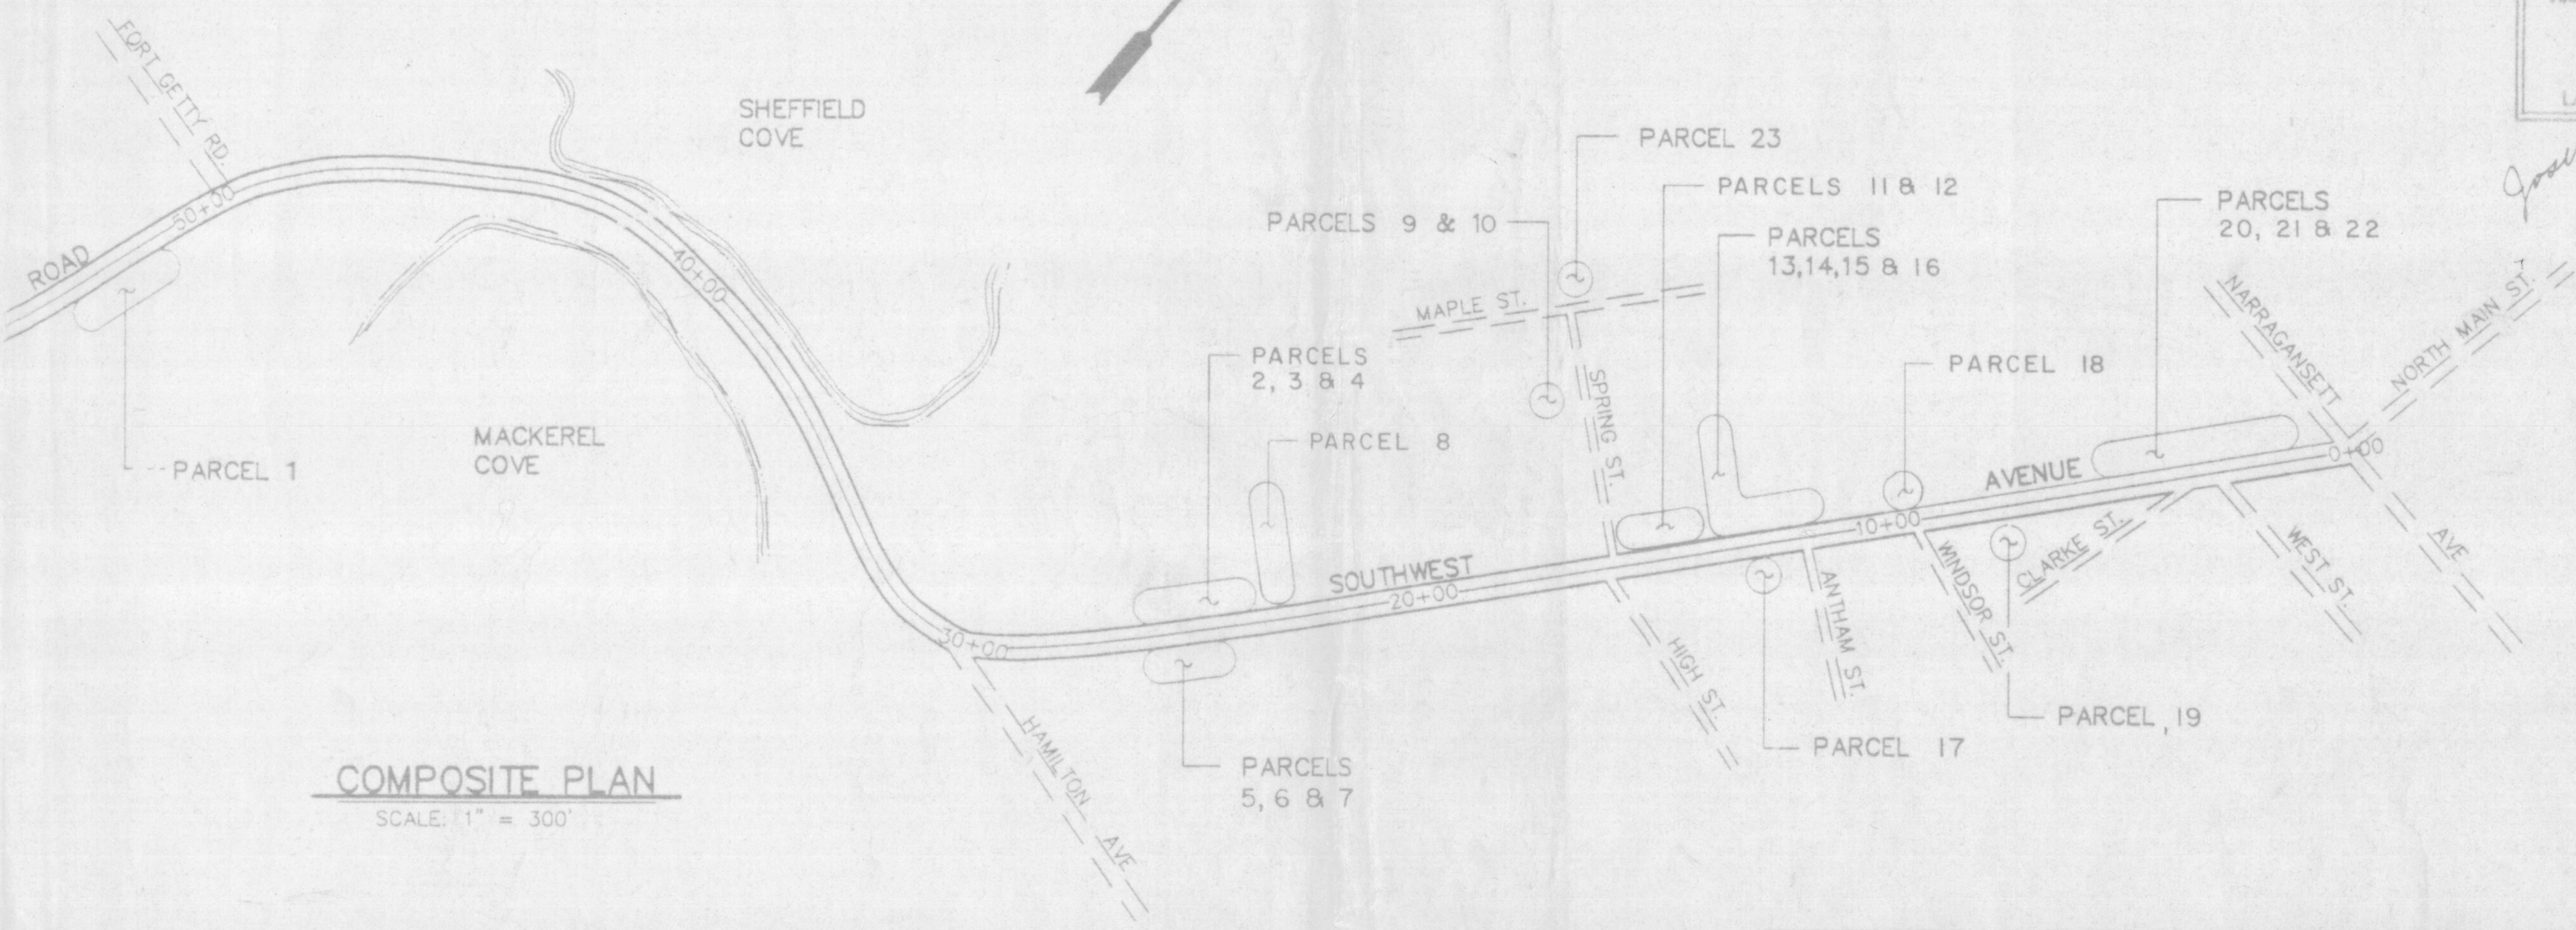 FORT GETTY RD.
SHEFFIELD
COVE
PARCEL 23
PARCELS 11 & 12
PARCELS 9 & 10
PARCELS
13,14,15 & 16
PARCELS
20, 21 & 22
50+00
ROAD
40+00
MAPLE ST.
NARRAGANSETT
NORTH MAIN ST.
PARCELS
2, 3 & 4
SPRING ST.
PARCEL 18
PARCEL 8
MACKEREL
COVE
PARCEL 1
AVENUE
0+00
10+00
SOUTHWEST
20+00
ANTHAM ST.
WINDSOR ST.
CLARKE ST.
WEST ST.
AVE
30+00
HIGH ST.
PARCEL, 19
PARCEL 17
HAMILTON AVE
PARCELS
5, 6 & 7
COMPOSITE PLAN
SCALE: 1" = 300'